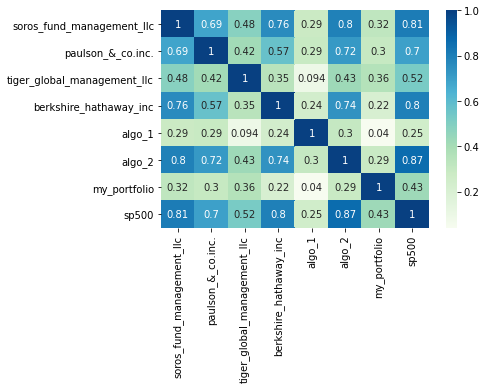 soros_fund_management_llc 1 0.69 0.48 0.76 0.29 0.8 0.32 0.81
paulson_&_co.inc. 0.69 1 0.42 0.57 0.29 0.72 0.3 0.7
tiger_global_management_llc 0.48 0.42 1 0.35 0.094 0.43 0.36 0.52
berkshire_hathaway_inc 0.76 0.57 0.35 1 0.24 0.74 0.22 0.8
algo_1 0.29 0.29 0.094 0.24 1 0.3 0.04 0.25
algo_2 0.8 0.72 0.43 0.74 0.3 1 0.29 0.87
my_portfolio 0.32 0.3 0.36 0.22 0.04 0.29 1 0.43
sp500 0.81 0.7 0.52 0.8 0.25 0.87 0.43 1
soros_fund_management_llc
paulson_&_co.inc.
tiger_global_management_llc
berkshire_hathaway_inc
algo_1
algo_2
my_portfolio
sp500
1.0
0.8
0.6
0.4
0.2